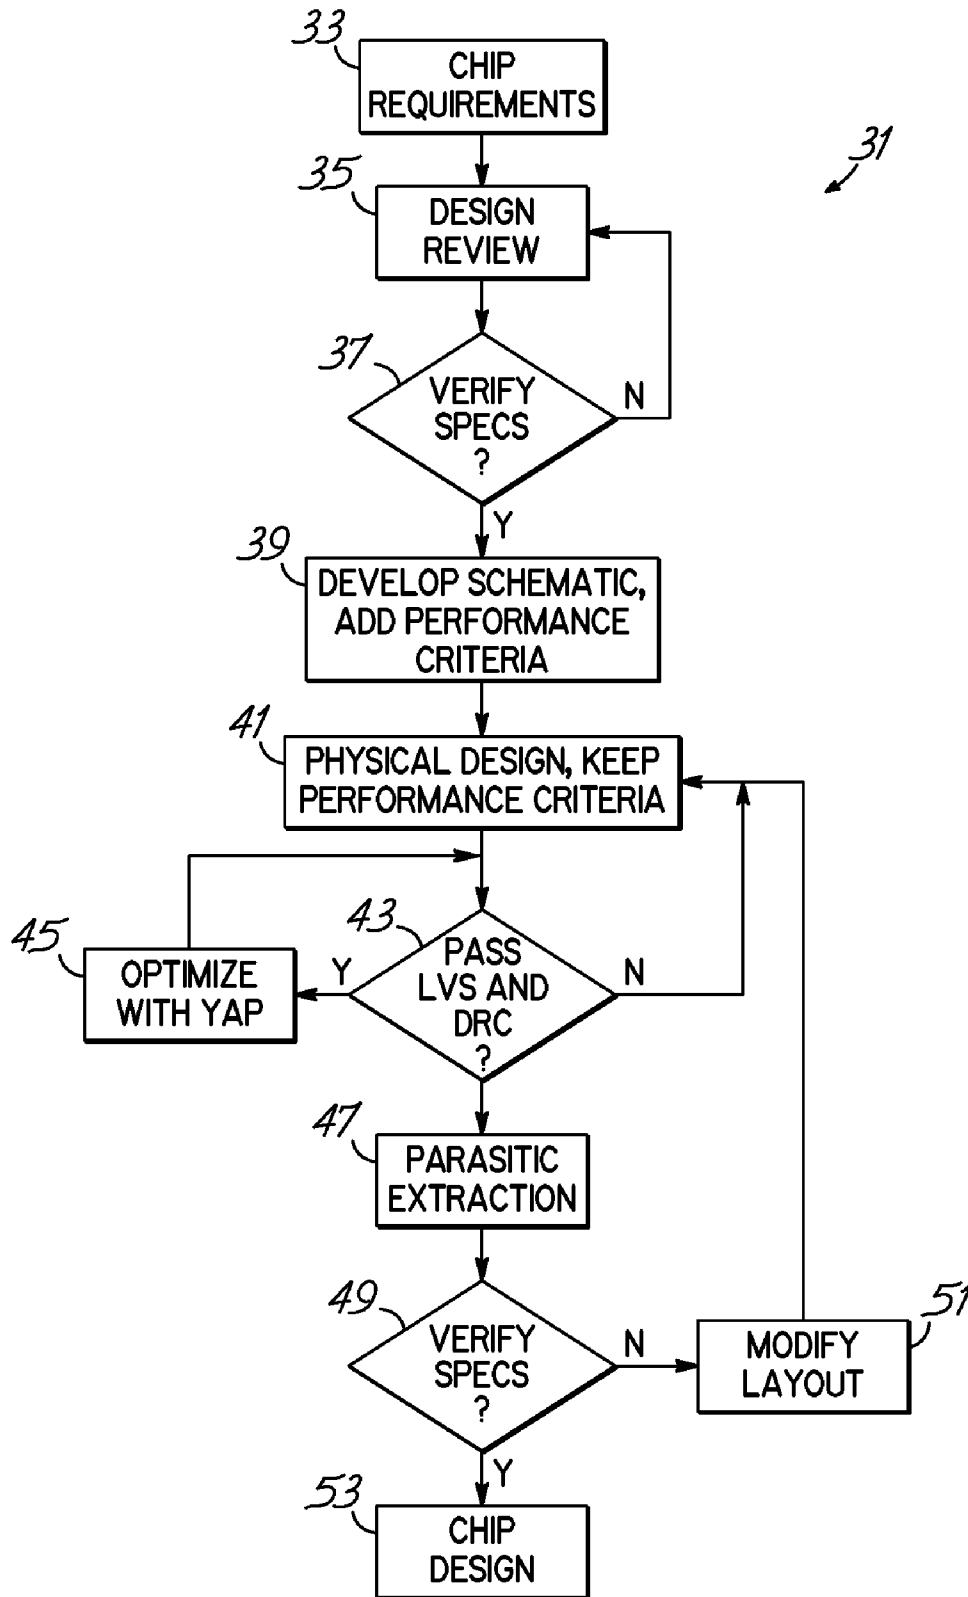 33
CHIP
REQUIREMENTS
31
35
DESIGN
REVIEW
37
VERIFY
SPECS
?
N
Y
39
DEVELOP SCHEMATIC,
ADD PERFORMANCE
CRITERIA
41
PHYSICAL DESIGN, KEEP
PERFORMANCE CRITERIA
43
PASS
LVS AND
DRC
?
Y
N
45
OPTIMIZE
WITH YAP
47
PARASITIC
EXTRACTION
49
VERIFY
SPECS
?
N
51
MODIFY
LAYOUT
Y
53
CHIP
DESIGN